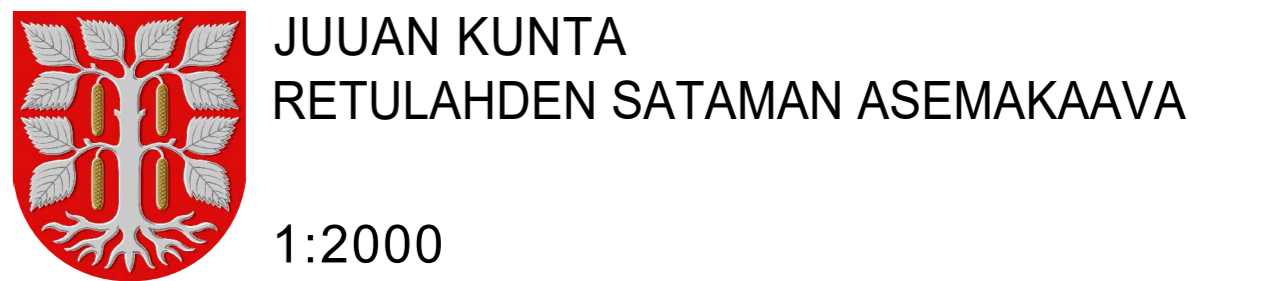 JUUAN KUNTA
RETULAHDEN SATAMAN ASEMAKAAVA
1:2000